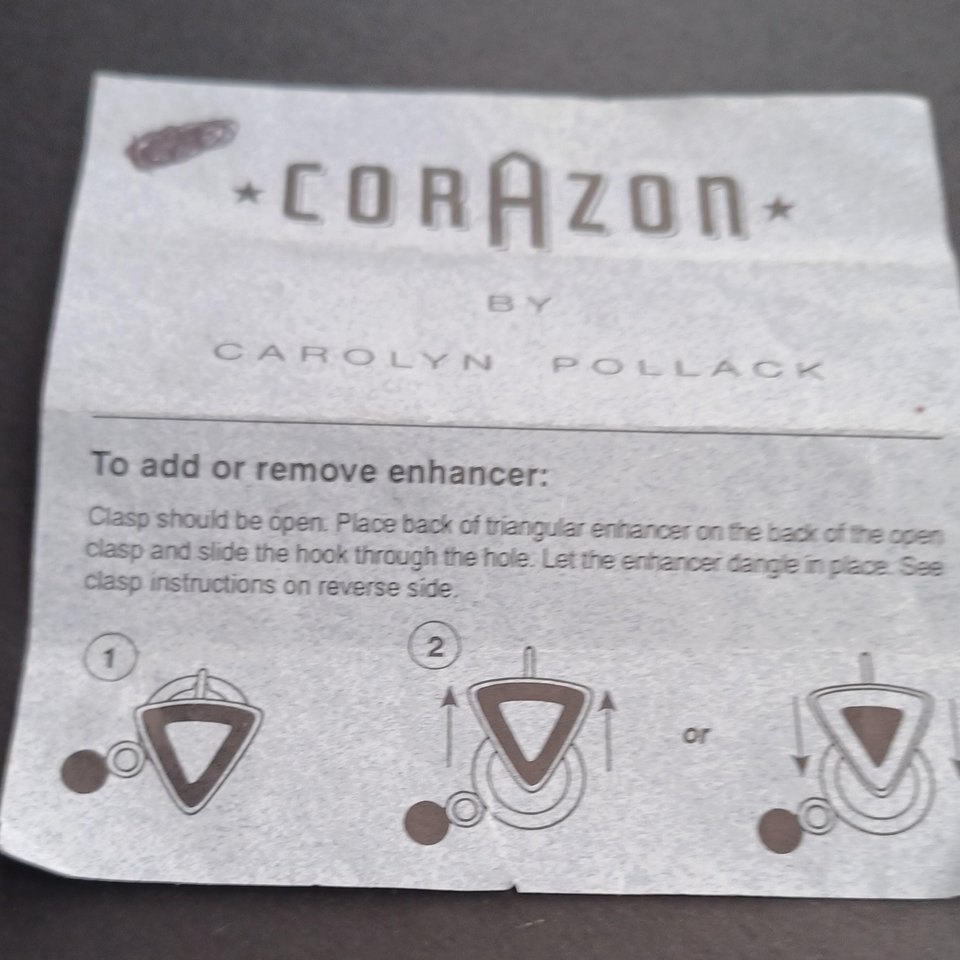 ★CORAZON★
BY
CAROLYN POLLACK
To add or remove enhancer:
Clasp should be open. Place back of triangular enhancer on the back of the open
clasp and slide the hook through the hole. Let the enhancer dangle in place. See
clasp instructions on reverse side.
1
2
or